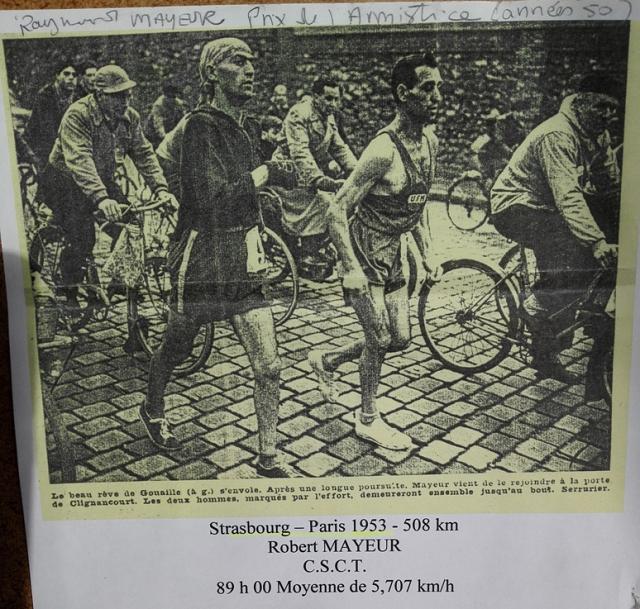 Raymond MAYEUR Prix de l'Armistice (années 50)
Le beau rêve de Gouaille (à g.) s'envole. Après une longue poursuite, Mayeur vient de le rejoindre à la porte
de Clignancourt. Les deux hommes, marqués par l'effort, demeureront ensemble jusqu'au bout. Serrurier.
Strasbourg – Paris 1953 - 508 km
Robert MAYEUR
C.S.C.T.
89 h 00 Moyenne de 5,707 km/h